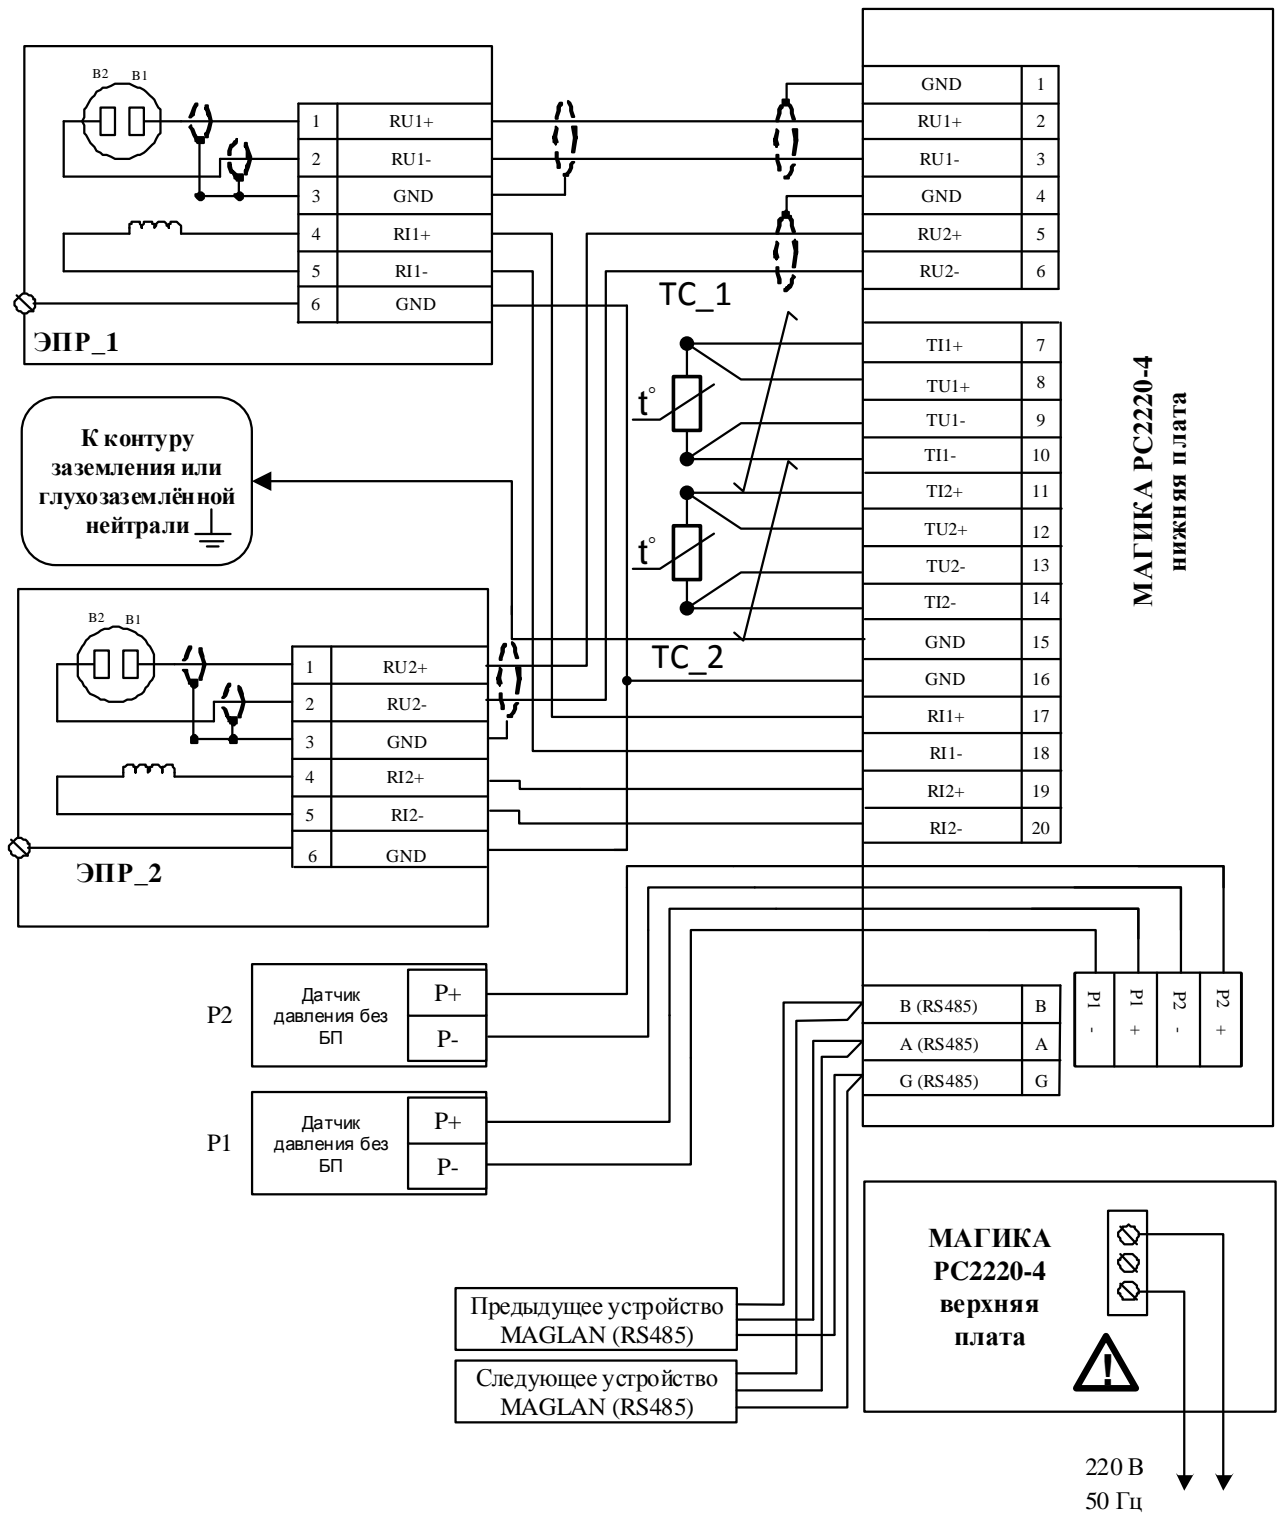 B2 B1
1 RU1+
2 RU1-
3 GND
4 RI1+
5 RI1-
6 GND
ЭПР_1
GND 1
RU1+ 2
RU1- 3
GND 4
RU2+ 5
RU2- 6
TC_1
t°
TI1+ 7
TU1+ 8
TU1- 9
TI1- 10
TI2+ 11
TU2+ 12
TU2- 13
TI2- 14
GND 15
GND 16
RI1+ 17
RI1- 18
RI2+ 19
RI2- 20
t°
TC_2
МАГИКА РС2220-4
нижняя плата
К контуру
заземления или
глухозаземлённой
нейтрали
B2 B1
1 RU2+
2 RU2-
3 GND
4 RI2+
5 RI2-
6 GND
ЭПР_2
P2
Датчик
давления без
БП
P+
P-
P1
Датчик
давления без
БП
P+
P-
B (RS485) B
A (RS485) A
G (RS485) G
P1 -
P1 +
P2 -
P2 +
Предыдущее устройство
MAGLAN (RS485)
Следующее устройство
MAGLAN (RS485)
МАГИКА
РС2220-4
верхняя
плата
!
220 В
50 Гц